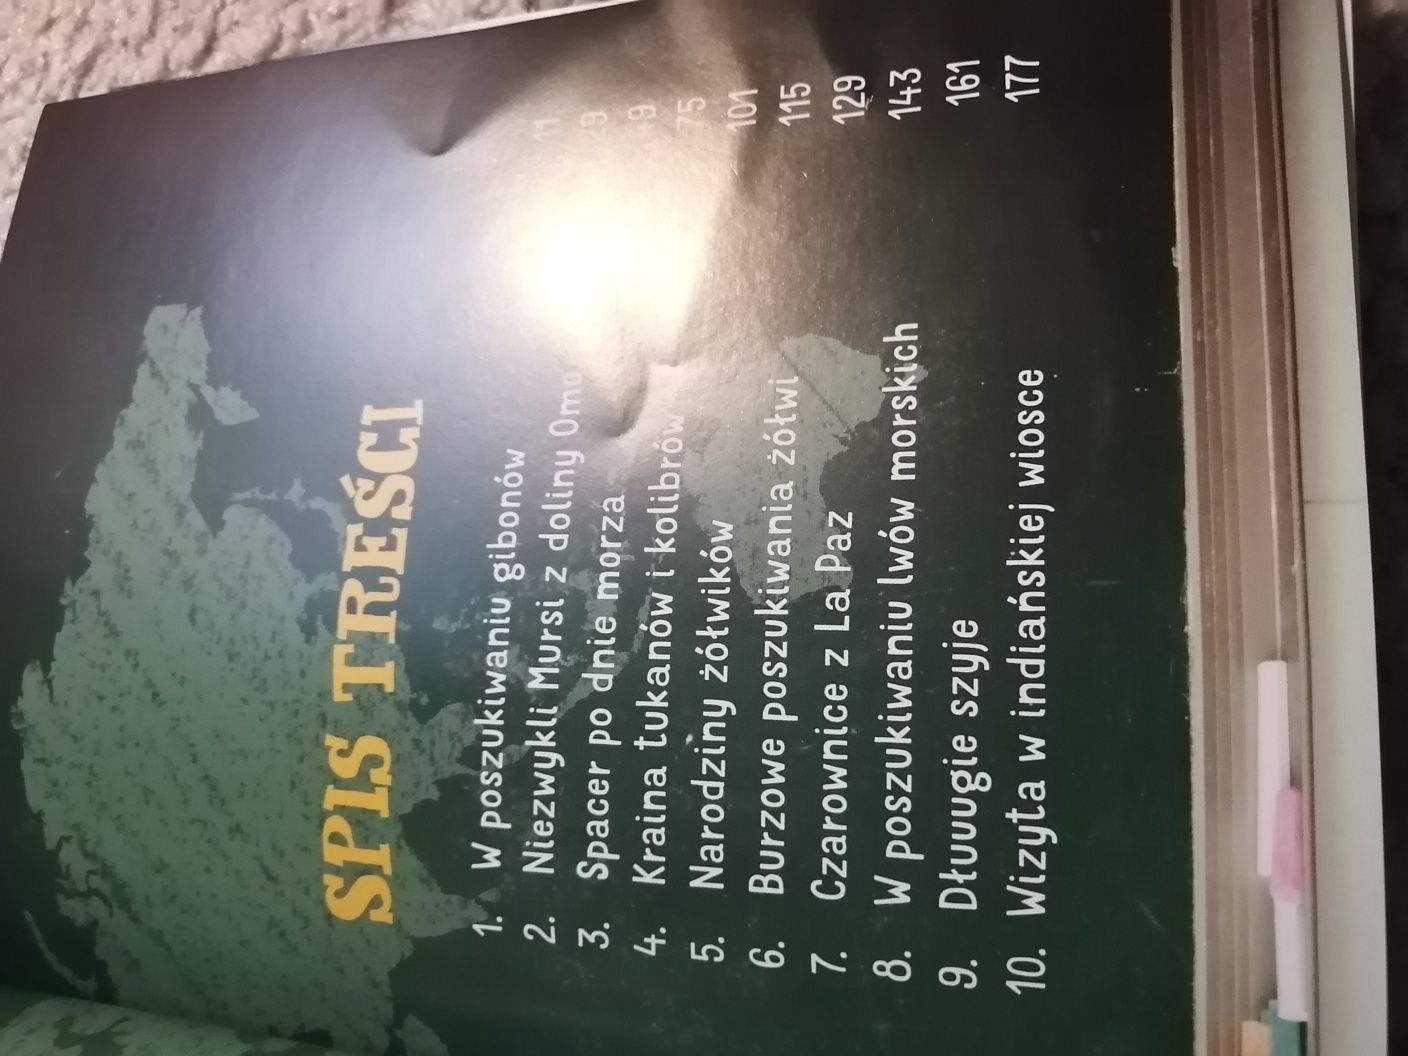 SPIS TREŚCI
1. W poszukiwaniu gibonów 11
2. Niezwykli Mursi z doliny Omo 29
3. Spacer po dnie morza 49
4. Kraina tukanów i kolibrów 75
5. Narodziny żółwików 101
6. Burzowe poszukiwania żółwi 115
7. Czarownice z La Paz 129
8. W poszukiwaniu lwów morskich 143
9. Dłuuugie szyje 161
10. Wizyta w indiańskiej wiosce 177